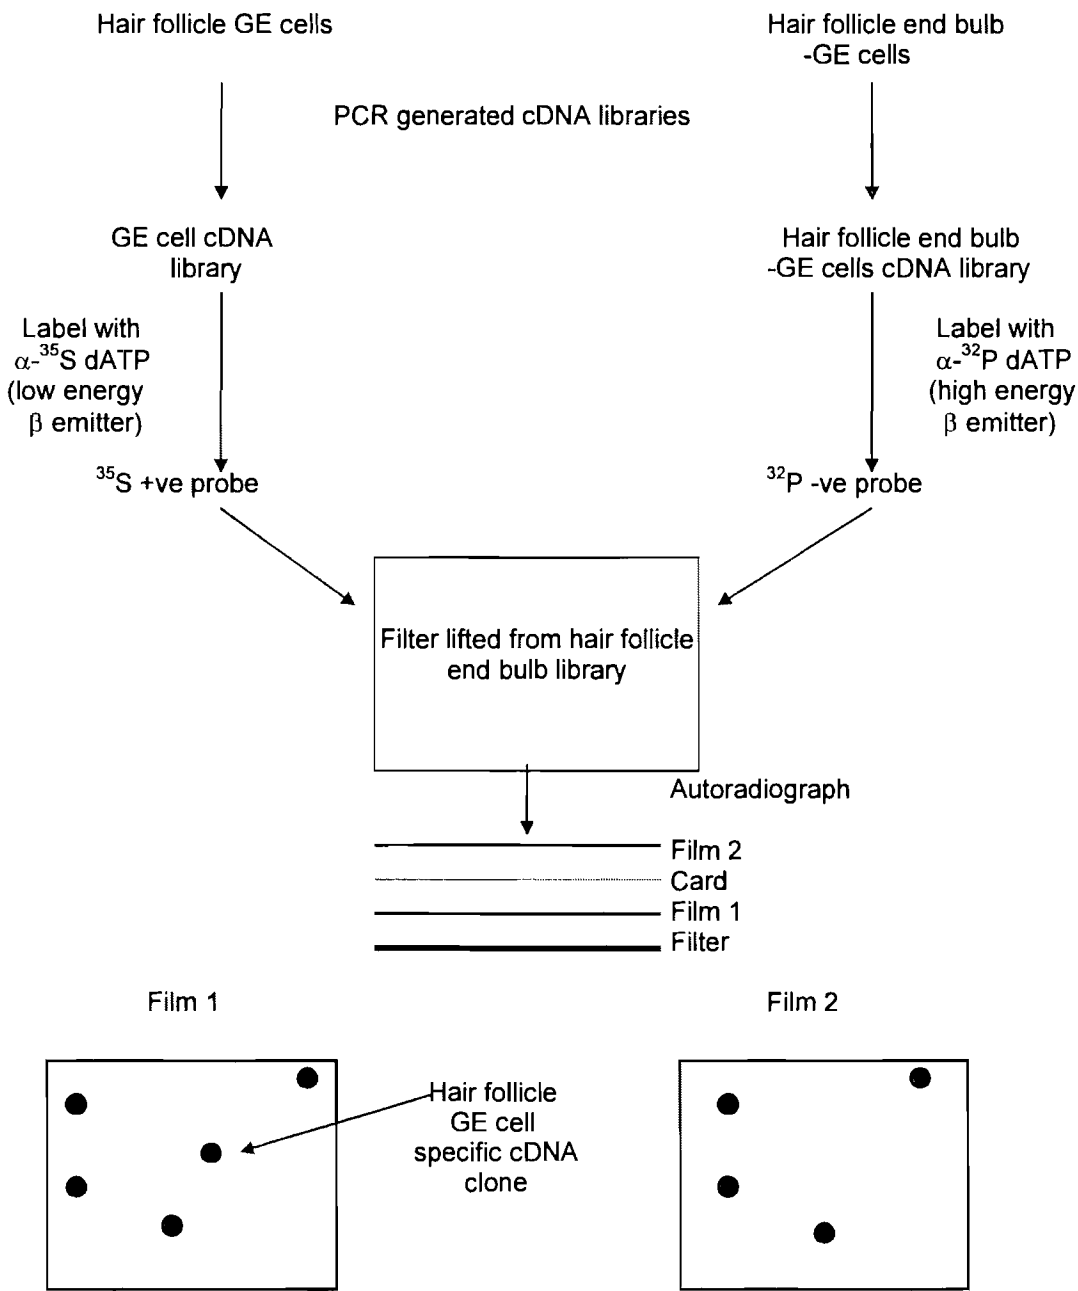 Hair follicle GE cells
Hair follicle end bulb
-GE cells
PCR generated cDNA libraries
GE cell cDNA
library
Hair follicle end bulb
-GE cells cDNA library
Label with
α-³⁵S dATP
(low energy
β emitter)
Label with
α-³²P dATP
(high energy
β emitter)
³⁵S +ve probe
³²P -ve probe
Filter lifted from hair follicle
end bulb library
Autoradiograph
Film 2
Card
Film 1
Filter
Film 1
Film 2
Hair follicle
GE cell
specific cDNA
clone